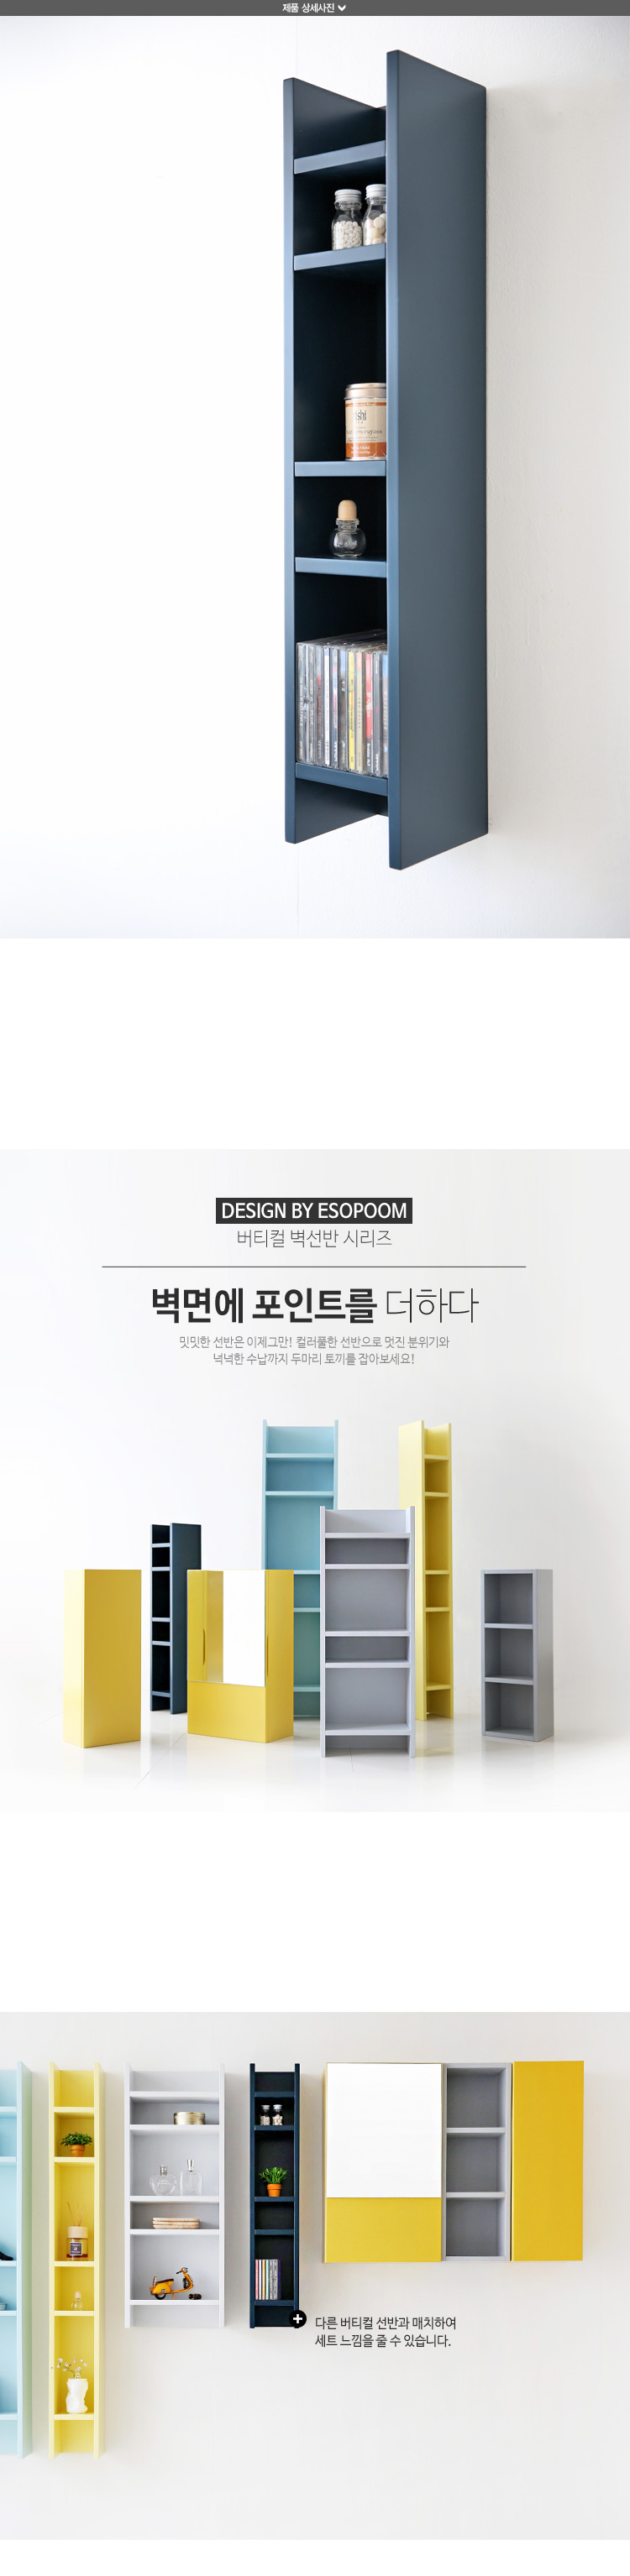 제품 상세사진
DESIGN BY ESOPOOM
버티컬 벽선반 시리즈
벽면에 포인트를 더하다
밋밋한 선반은 이제그만! 컬러풀한 선반으로 멋진 분위기와
넉넉한 수납까지 두마리 토끼를 잡아보세요!
다른 버티컬 선반과 매치하여
세트 느낌을 줄 수 있습니다.